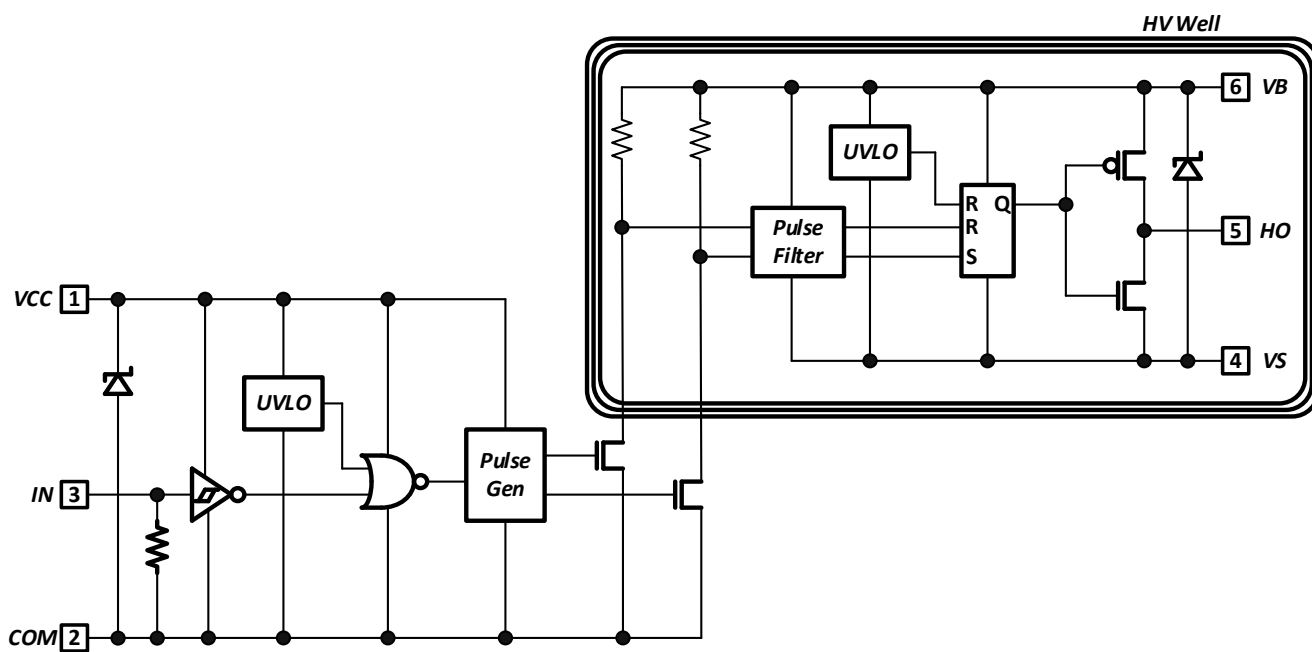 HV Well
6 VB
UVLO
R Q
R
S
Pulse
Filter
5 HO
VCC 1
4 VS
UVLO
Pulse
Gen
IN 3
COM 2